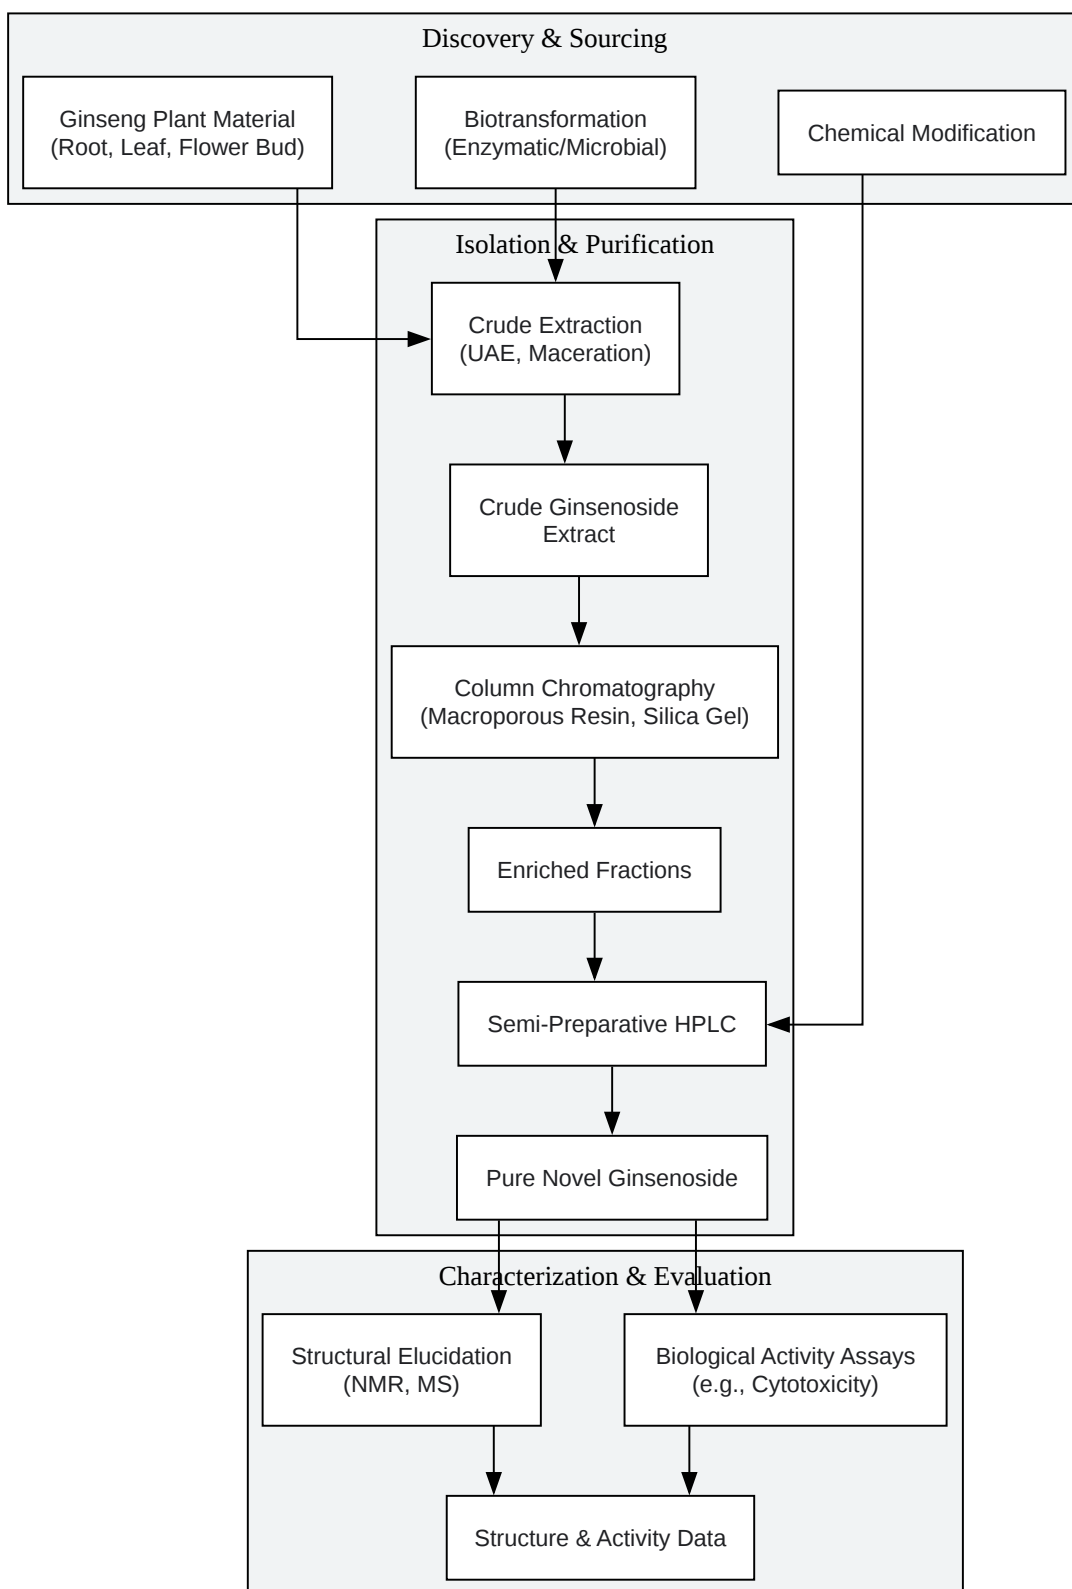 Discovery & Sourcing
Ginseng Plant Material
(Root, Leaf, Flower Bud)
Biotransformation
(Enzymatic/Microbial)
Chemical Modification
Isolation & Purification
Crude Extraction
(UAE, Maceration)
Crude Ginsenoside
Extract
Column Chromatography
(Macroporous Resin, Silica Gel)
Enriched Fractions
Semi-Preparative HPLC
Pure Novel Ginsenoside
Characterization & Evaluation
Structural Elucidation
(NMR, MS)
Biological Activity Assays
(e.g., Cytotoxicity)
Structure & Activity Data